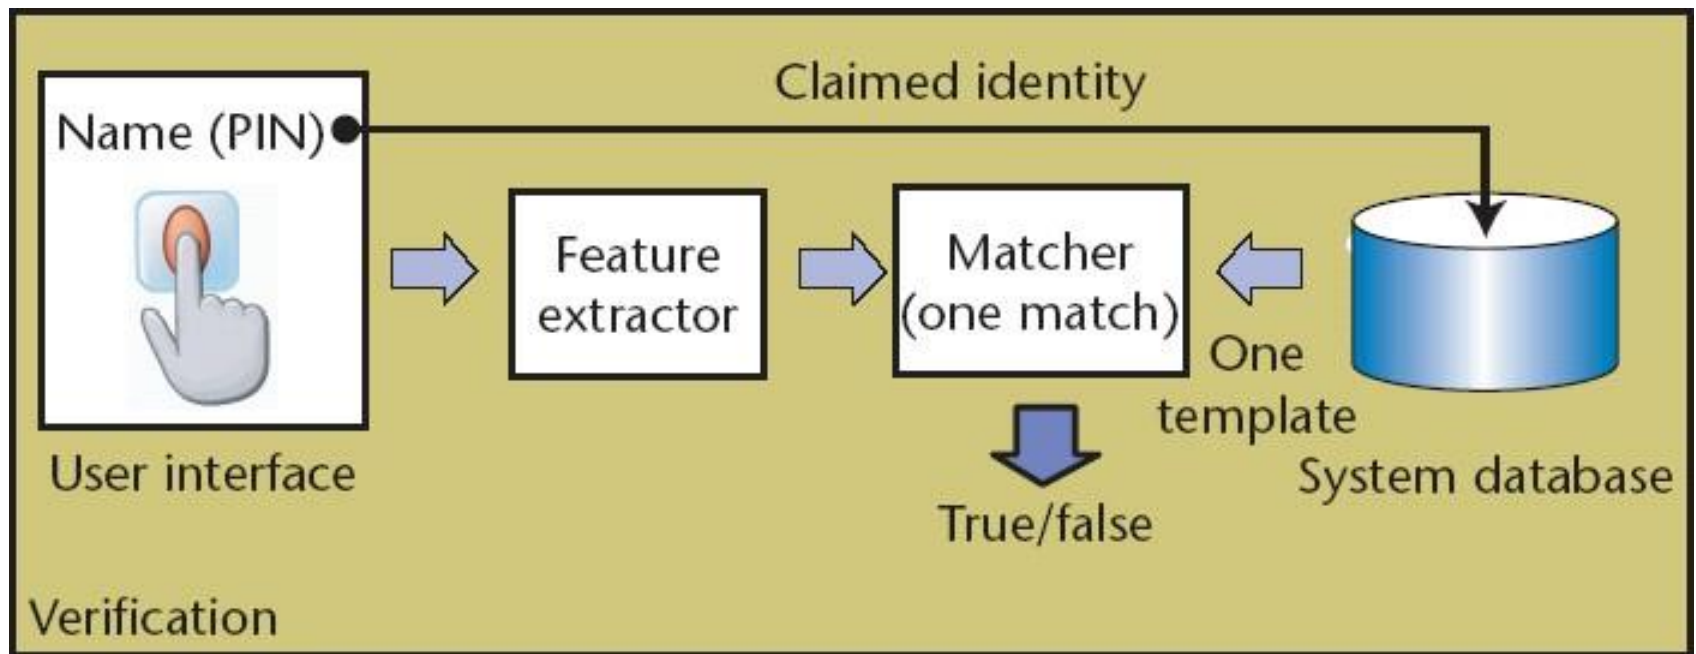 Claimed identity
Name (PIN)
Feature
extractor
Matcher
(one match)
One
template
User interface
System database
True/false
Verification